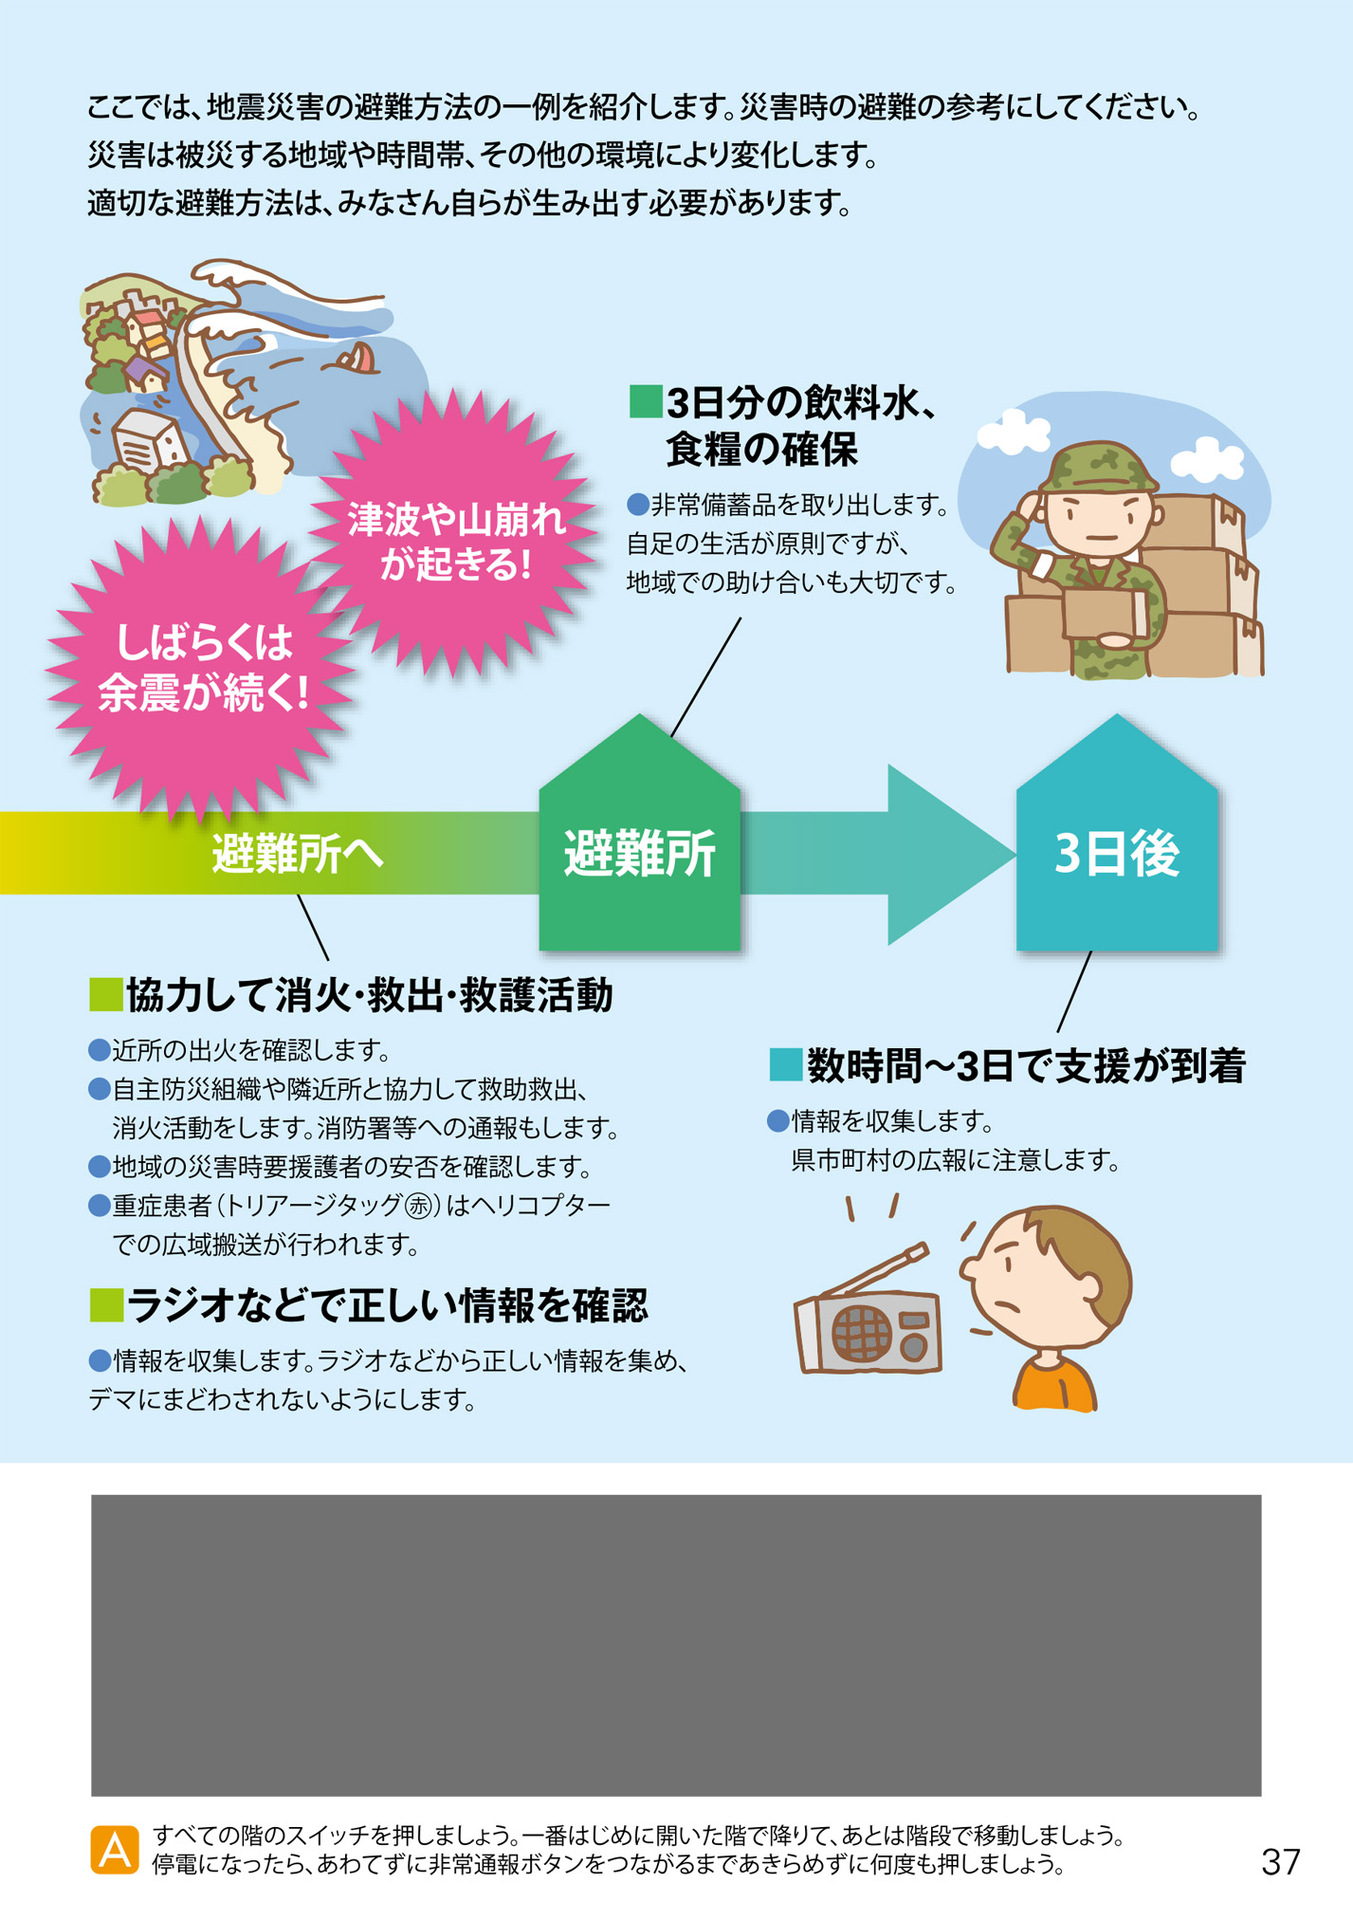 ここでは、地震災害の避難方法の一例を紹介します。災害時の避難の参考にしてください。
災害は被災する地域や時間帯、その他の環境により変化します。
適切な避難方法は、みなさん自らが生み出す必要があります。
津波や山崩れ
が起きる!
しばらくは
余震が続く!
■3日分の飲料水、
食糧の確保
●非常備蓄品を取り出します。
自足の生活が原則ですが、
地域での助け合いも大切です。
避難所へ
避難所
3日後
■協力して消火・救出・救護活動
●近所の出火を確認します。
●自主防災組織や隣近所と協力して救助救出、
消火活動をします。消防署等への通報もします。
●地域の災害時要援護者の安否を確認します。
●重症患者(トリアージタッグ㊍赤)はヘリコプター
での広域搬送が行われます。
■ラジオなどで正しい情報を確認
●情報を収集します。ラジオなどから正しい情報を集め、
デマにまどわされないようにします。
■数時間～3日で支援が到着
●情報を収集します。
県市町村の広報に注意します。
A すべての階のスイッチを押しましょう。一番はじめに開いた階で降りて、あとは階段で移動しましょう。
停電になったら、あわてずに非常通報ボタンをつながるまであきらめずに何度も押しましょう。
37